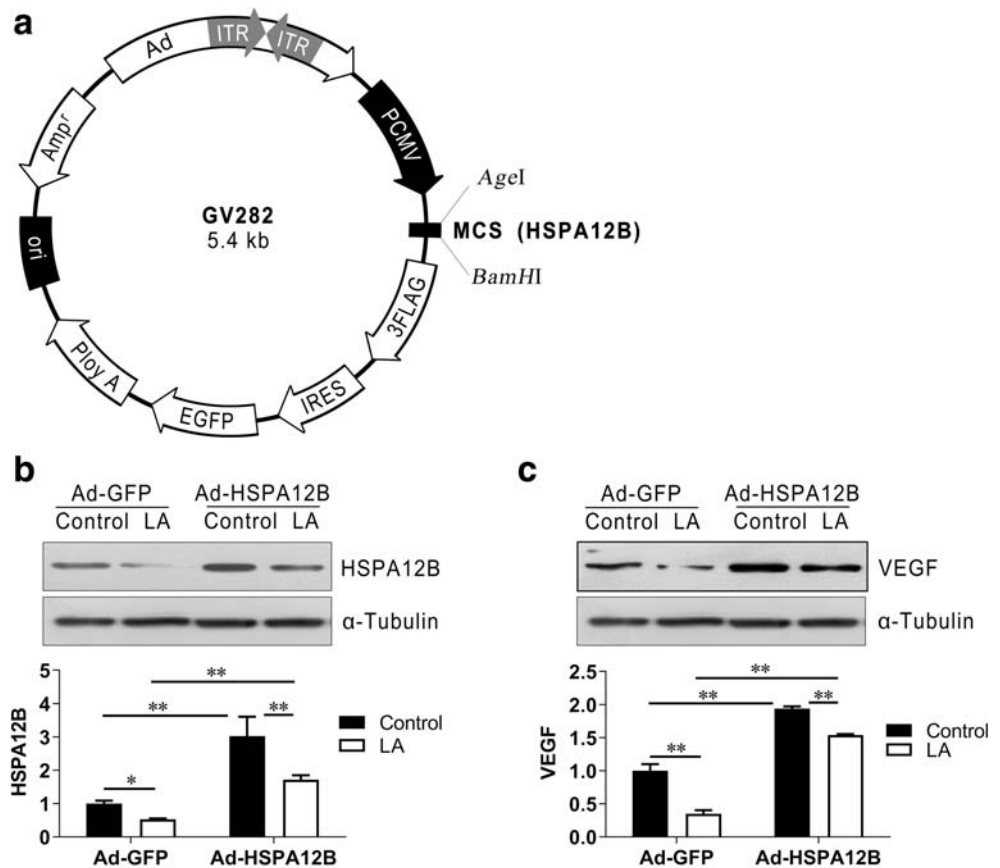 a
Ad
ITR
ITR
PCMV
AgeI
MCS (HSPA12B)
BamHI
3FLAG
IRES
EGFP
Ploy A
ori
Ampʳ
GV282
5.4 kb
b
Ad-GFP Ad-HSPA12B
Control LA Control LA
HSPA12B
α-Tubulin
HSPA12B
5
4
3
2
1
0
**
**
**
*
Control
LA
Ad-GFP Ad-HSPA12B
c
Ad-GFP Ad-HSPA12B
Control LA Control LA
VEGF
α-Tubulin
VEGF
2.5
2.0
1.5
1.0
0.5
0.0
**
**
**
**
Control
LA
Ad-GFP Ad-HSPA12B